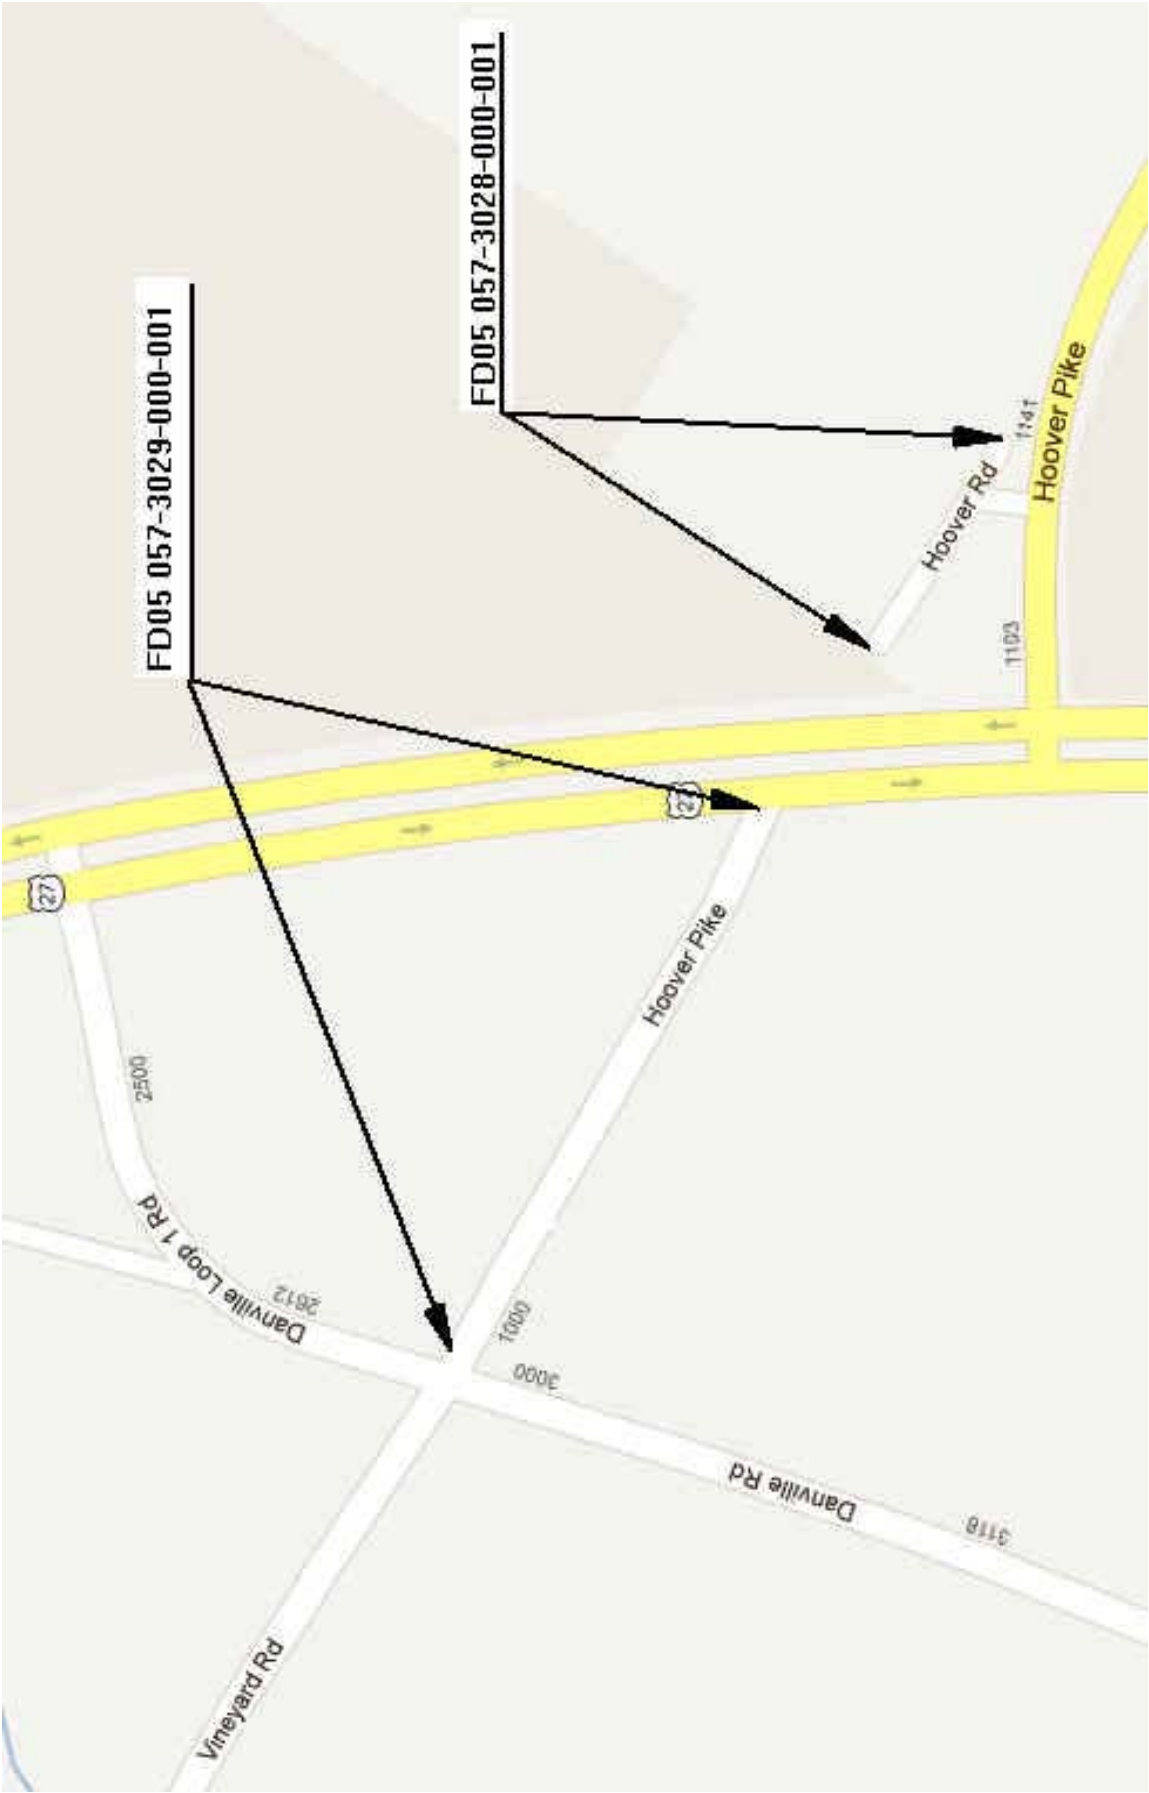 FD05 057-3029-000-001
FD05 057-3028-000-001
Hoover Pike
1141
Hoover Rd
1103
27
27
Hoover Pike
2500
Danville Loop 1 Rd
2612
1000
3000
Danville Rd
3118
Vineyard Rd